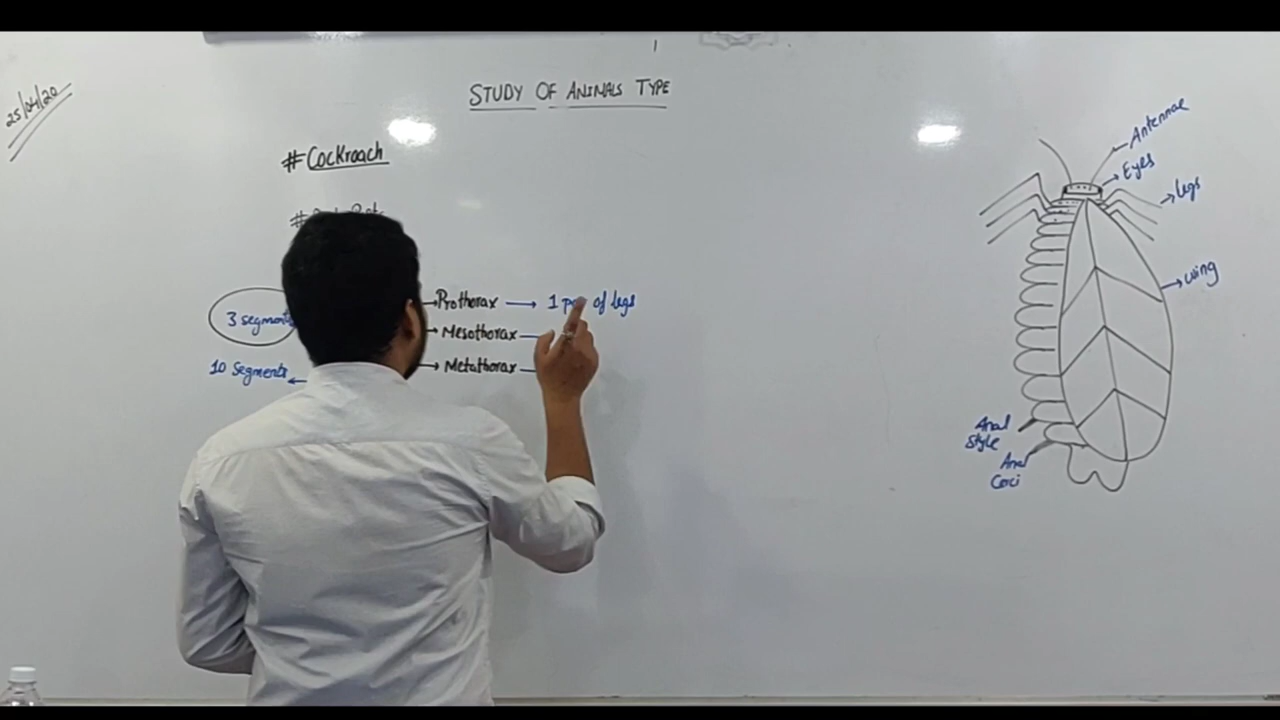 25/04/20
STUDY OF ANIMALS TYPE
#Cockroach
Prothorax → 1 of legs
3 segments
Mesothorax
10 Segments
Metathorax
Antennae
Eyes
legs
wing
Anal
Style
Anal
Cerci